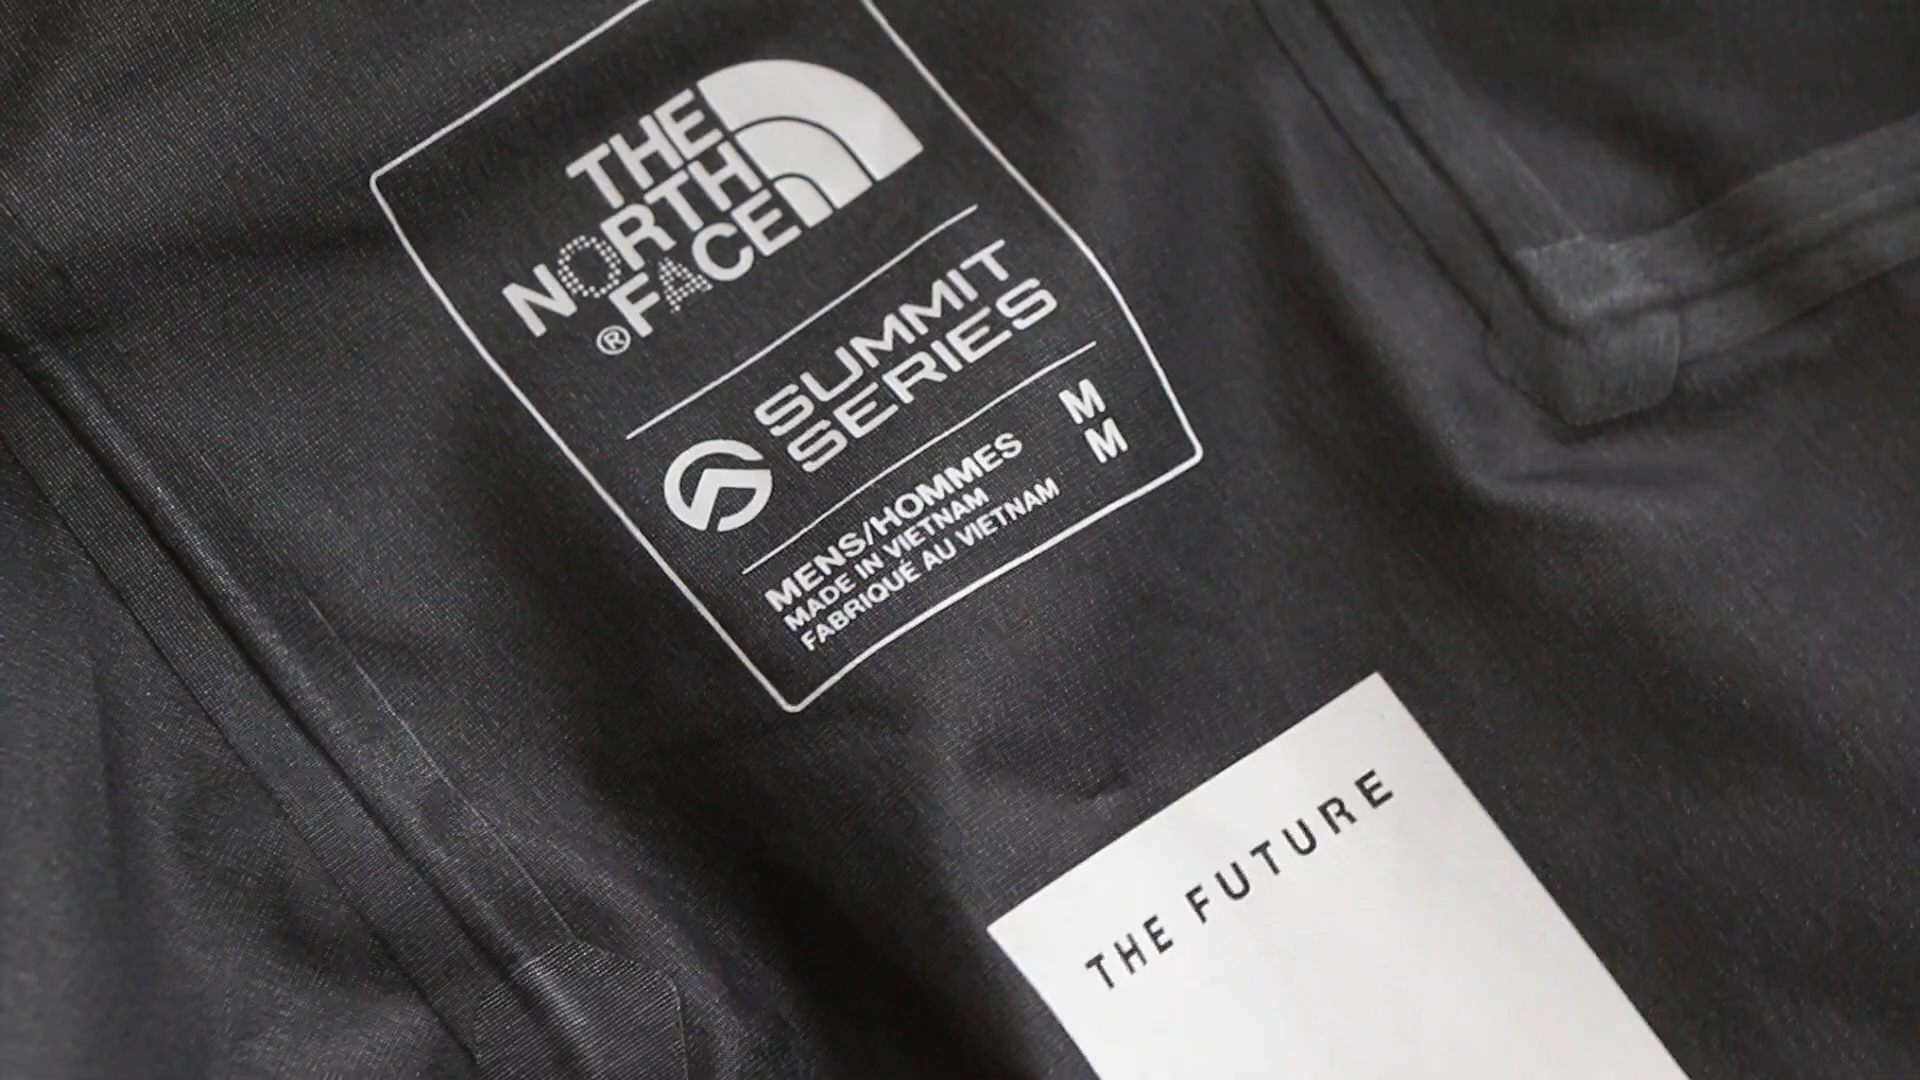 THE
NORTH
FACE
®
SUMMIT
SERIES
MENS/HOMMES M
MADE IN VIETNAM M
FABRIQUÉ AU VIETNAM
THE FUTURE